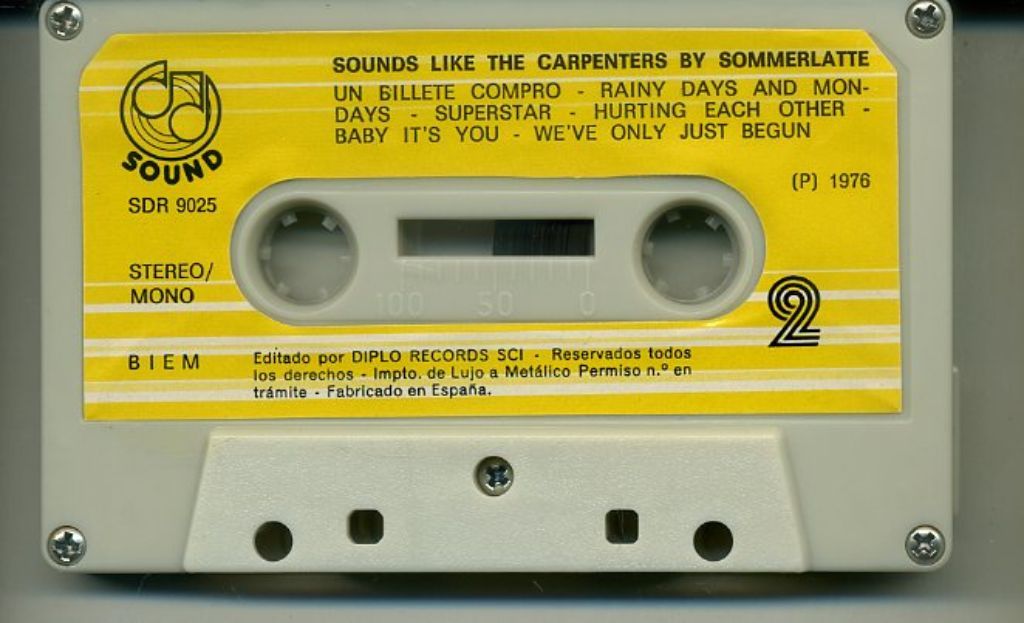 SOUNDS LIKE THE CARPENTERS BY SOMMERLATTE
UN BILLETE COMPRO - RAINY DAYS AND MON-
DAYS - SUPERSTAR - HURTING EACH OTHER -
BABY IT'S YOU - WE'VE ONLY JUST BEGUN
SOUND
(P) 1976
SDR 9025
STEREO/
MONO
100 50 0
2
BIEM
Editado por DIPLO RECORDS SCI - Reservados todos
los derechos - Impto. de Lujo a Metálico Permiso n.º en
trámite - Fabricado en España.